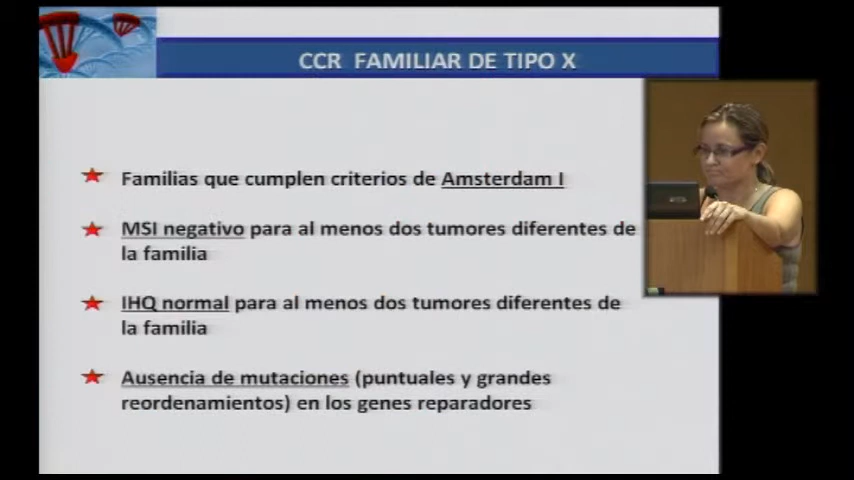 CCR FAMILIAR DE TIPO X
Familias que cumplen criterios de Amsterdam I
MSI negativo para al menos dos tumores diferentes de
la familia
IHQ normal para al menos dos tumores diferentes de
la familia
Ausencia de mutaciones (puntuales y grandes
reordenamientos) en los genes reparadores